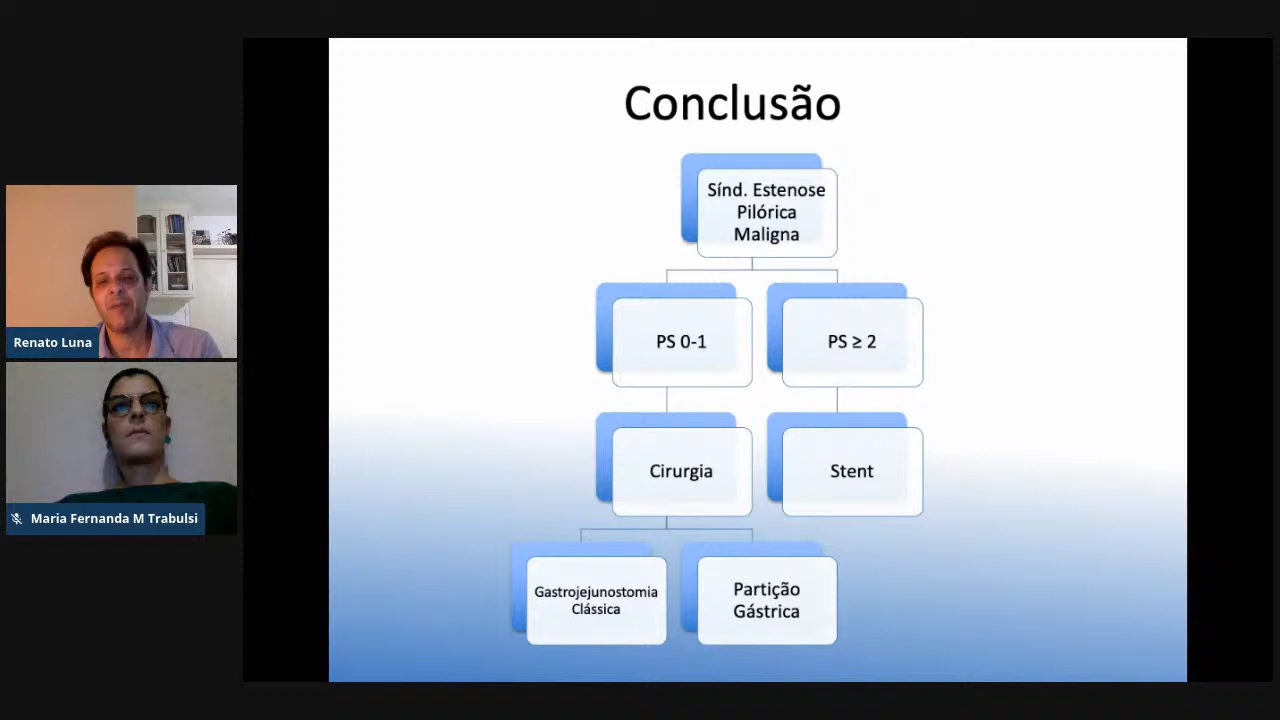 Conclusão
Sínd. Estenose
Pilórica
Maligna
PS 0-1
PS ≥ 2
Cirurgia
Stent
Gastrojejunostomia
Clássica
Partição
Gástrica
Renato Luna
Maria Fernanda M Trabulsi